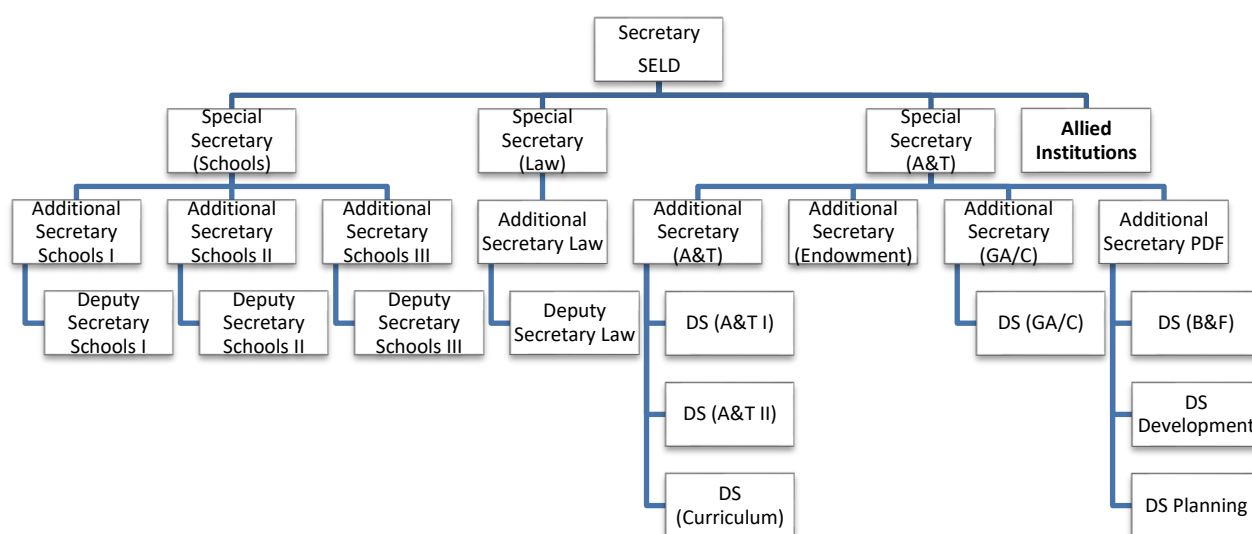 Secretary
SELD
Special
Secretary
(Schools)
Special
Secretary
(Law)
Special
Secretary
(A&T)
Allied
Institutions
Additional
Secretary
Schools I
Additional
Secretary
Schools II
Additional
Secretary
Schools III
Additional
Secretary Law
Additional
Secretary
(A&T)
Additional
Secretary
(Endowment)
Additional
Secretary
(GA/C)
Additional
Secretary PDF
Deputy
Secretary
Schools I
Deputy
Secretary
Schools II
Deputy
Secretary
Schools III
Deputy
Secretary Law
DS (A&T I)
DS (GA/C)
DS (B&F)
DS (A&T II)
DS
Development
DS
(Curriculum)
DS Planning